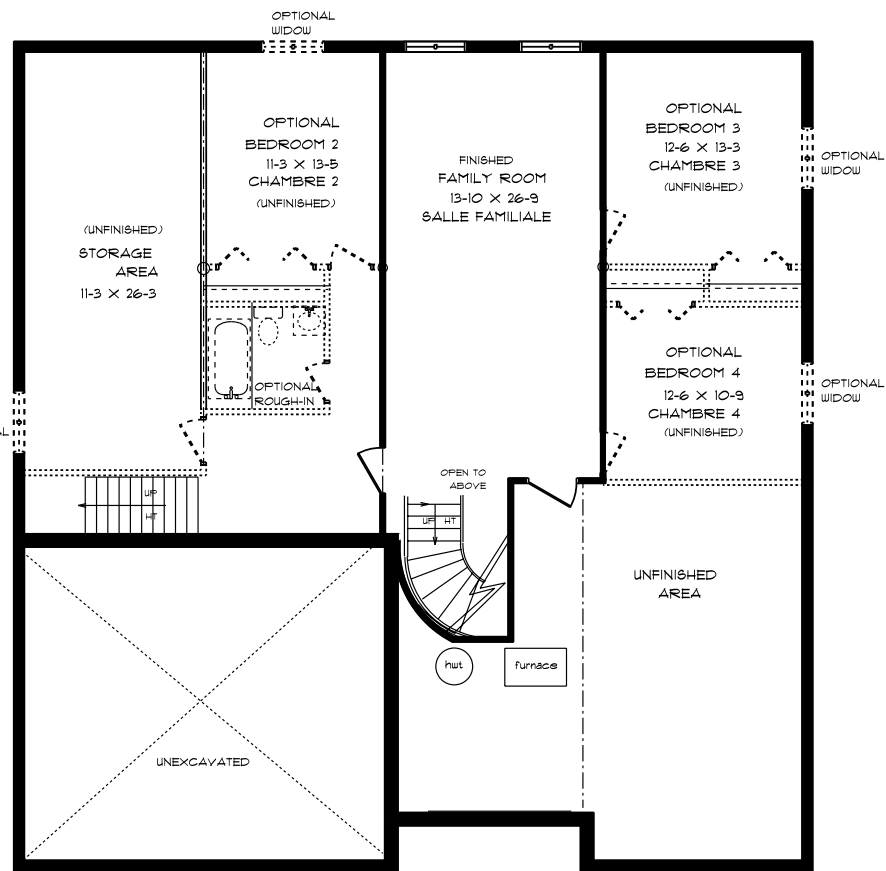 OPTIONAL
WIDOW
OPTIONAL
BEDROOM 2
11-3 X 13-5
CHAMBRE 2
(UNFINISHED)
FINISHED
FAMILY ROOM
13-10 X 26-9
SALLE FAMILIALE
OPTIONAL
BEDROOM 3
12-6 X 13-3
CHAMBRE 3
(UNFINISHED)
OPTIONAL
WIDOW
(UNFINISHED)
STORAGE
AREA
11-3 X 26-3
OPTIONAL
ROUGH-IN
OPTIONAL
BEDROOM 4
12-6 X 10-9
CHAMBRE 4
(UNFINISHED)
OPTIONAL
WIDOW
AL
OPEN TO
ABOVE
UP
HT
UP HT
UNFINISHED
AREA
hwt
furnace
UNEXCAVATED